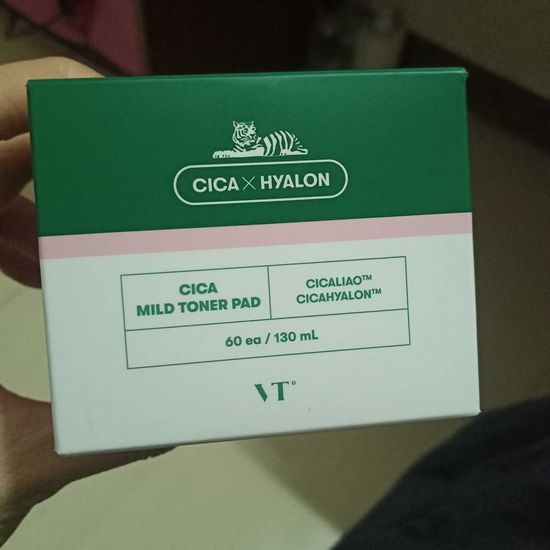 CICA × HYALON
CICA
MILD TONER PAD
CICALIAO™
CICAHYALON™
60 ea / 130 mL
VT°